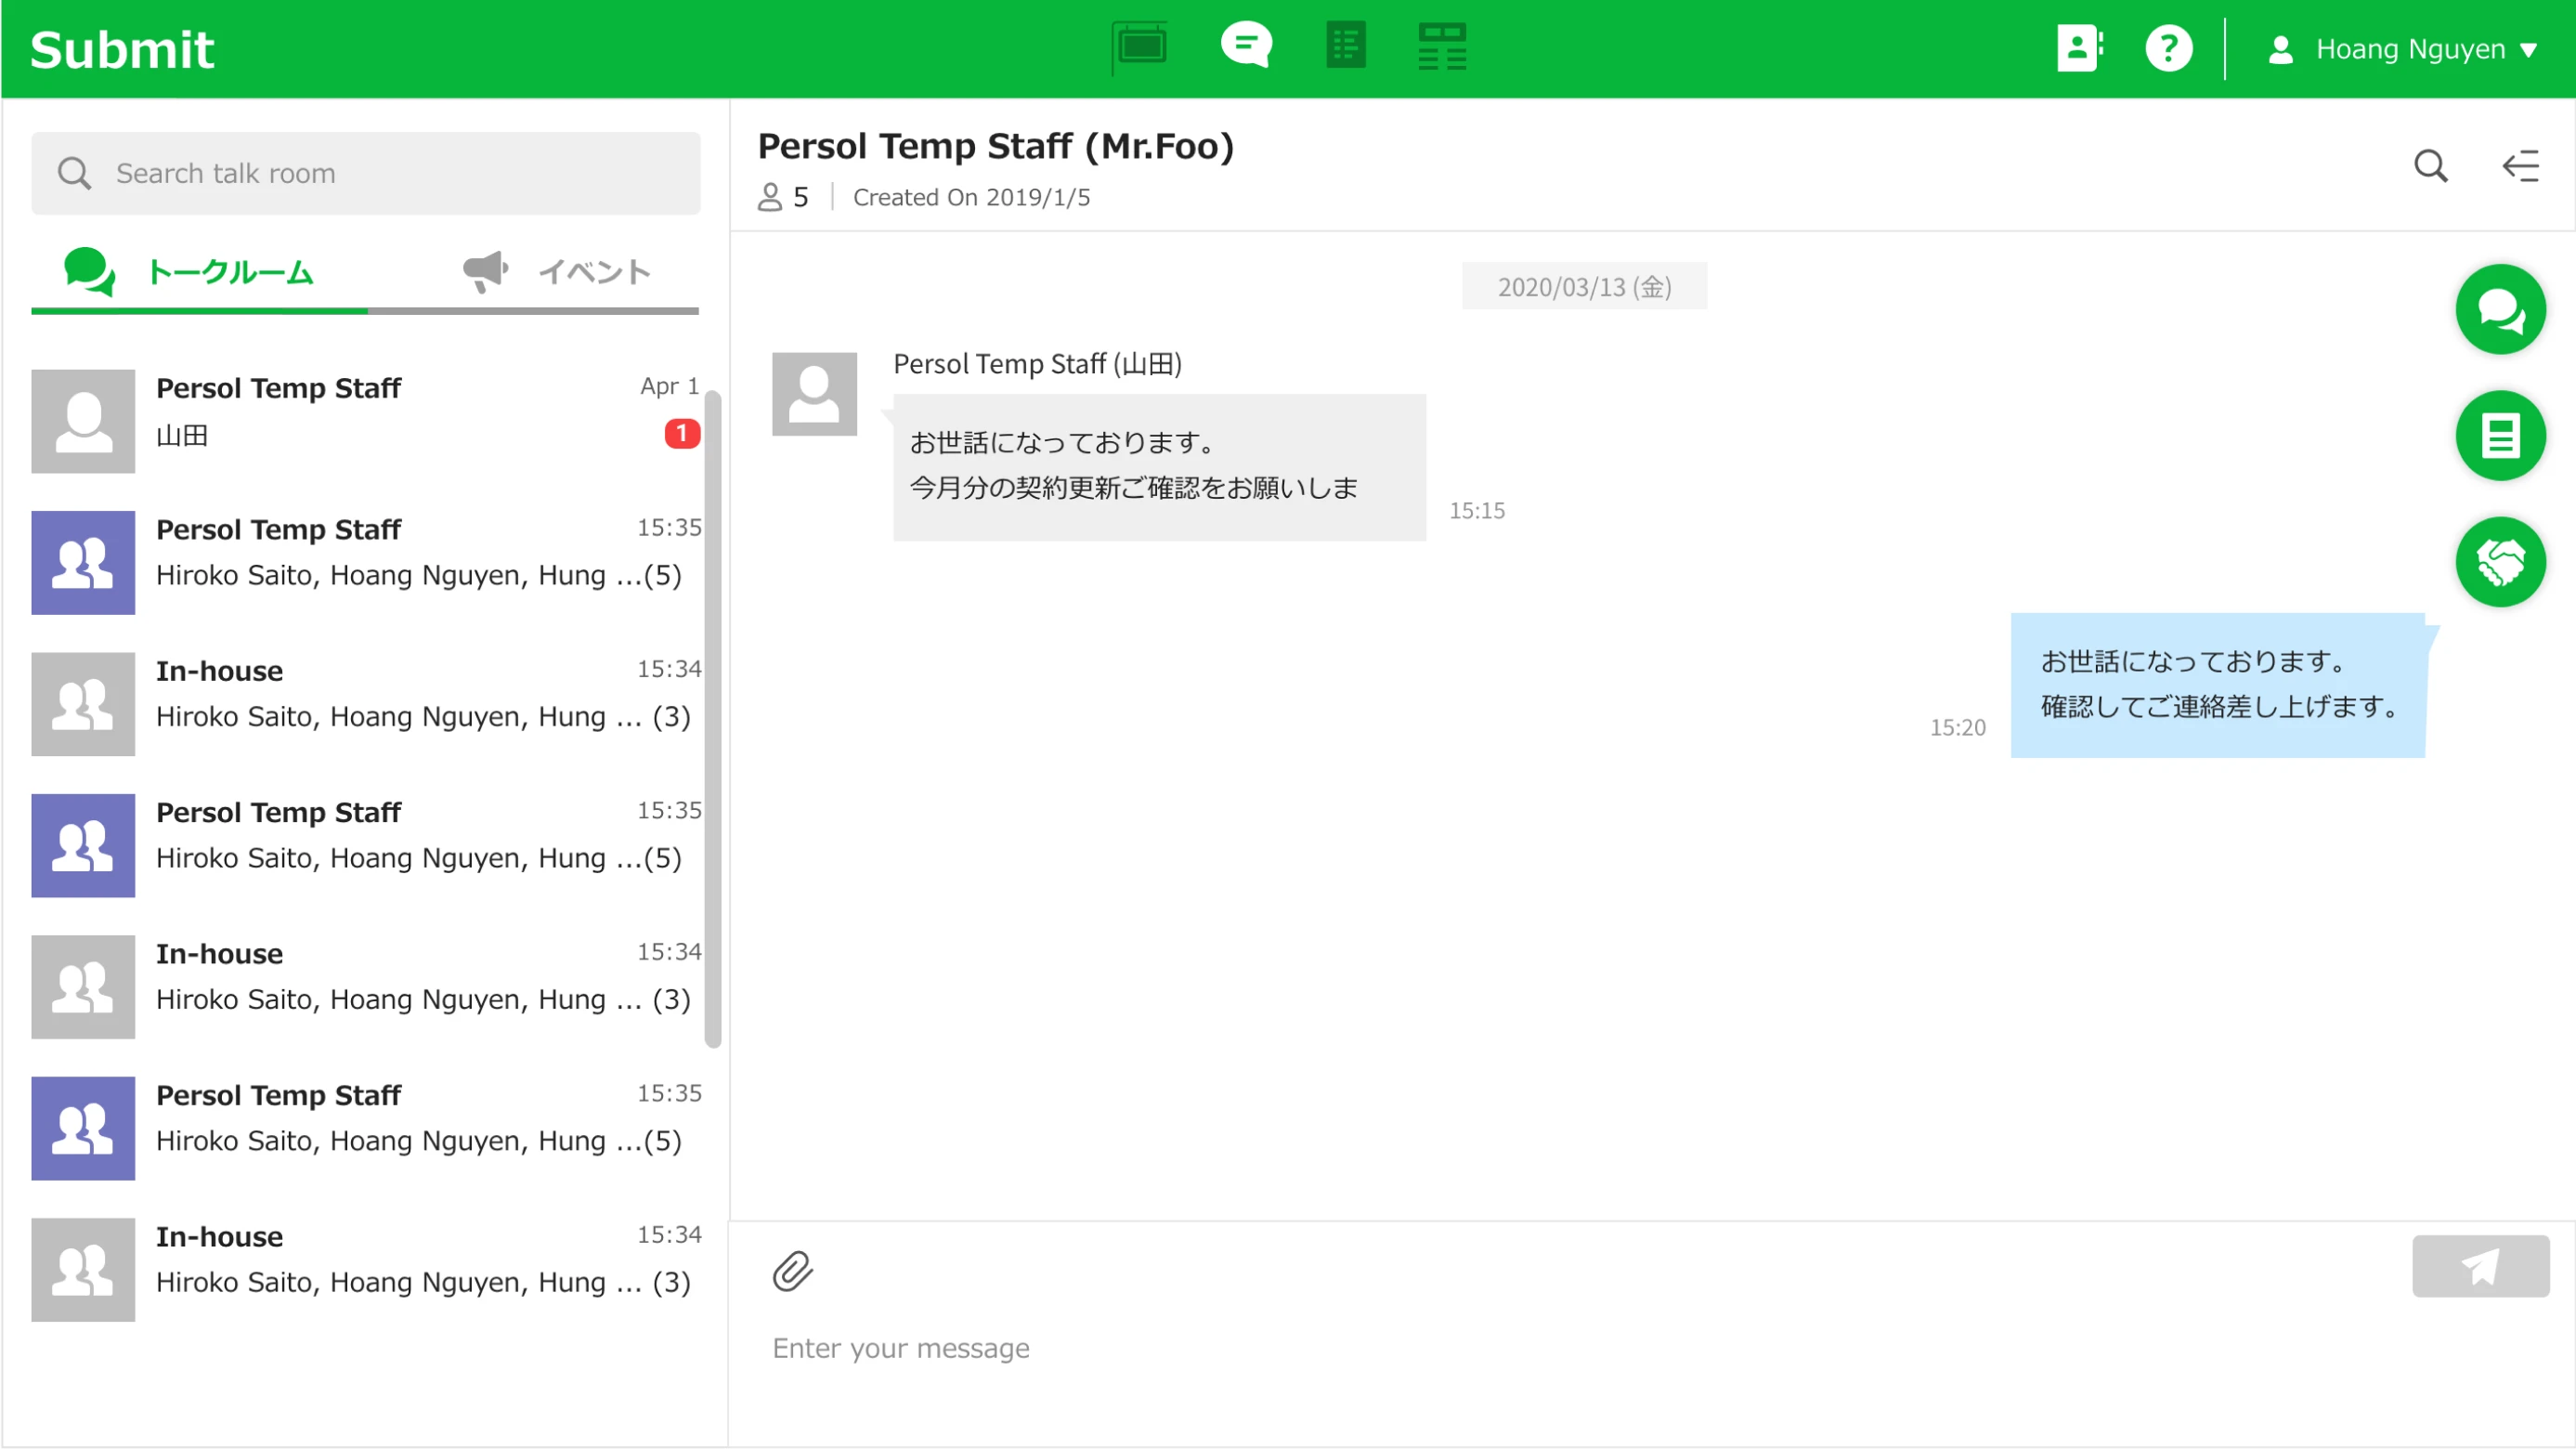 Submit
Hoang Nguyen
Search talk room
トークルーム
イベント
Persol Temp Staff
Apr 1
山田
1
Persol Temp Staff
15:35
Hiroko Saito, Hoang Nguyen, Hung ...(5)
In-house
15:34
Hiroko Saito, Hoang Nguyen, Hung ... (3)
Persol Temp Staff
15:35
Hiroko Saito, Hoang Nguyen, Hung ...(5)
In-house
15:34
Hiroko Saito, Hoang Nguyen, Hung ... (3)
Persol Temp Staff
15:35
Hiroko Saito, Hoang Nguyen, Hung ...(5)
In-house
15:34
Hiroko Saito, Hoang Nguyen, Hung ... (3)
Persol Temp Staff (Mr.Foo)
5
Created On 2019/1/5
2020/03/13 (金)
Persol Temp Staff (山田)
お世話になっております。
今月分の契約更新ご確認をお願いしま
15:15
お世話になっております。
確認してご連絡差し上げます。
15:20
Enter your message